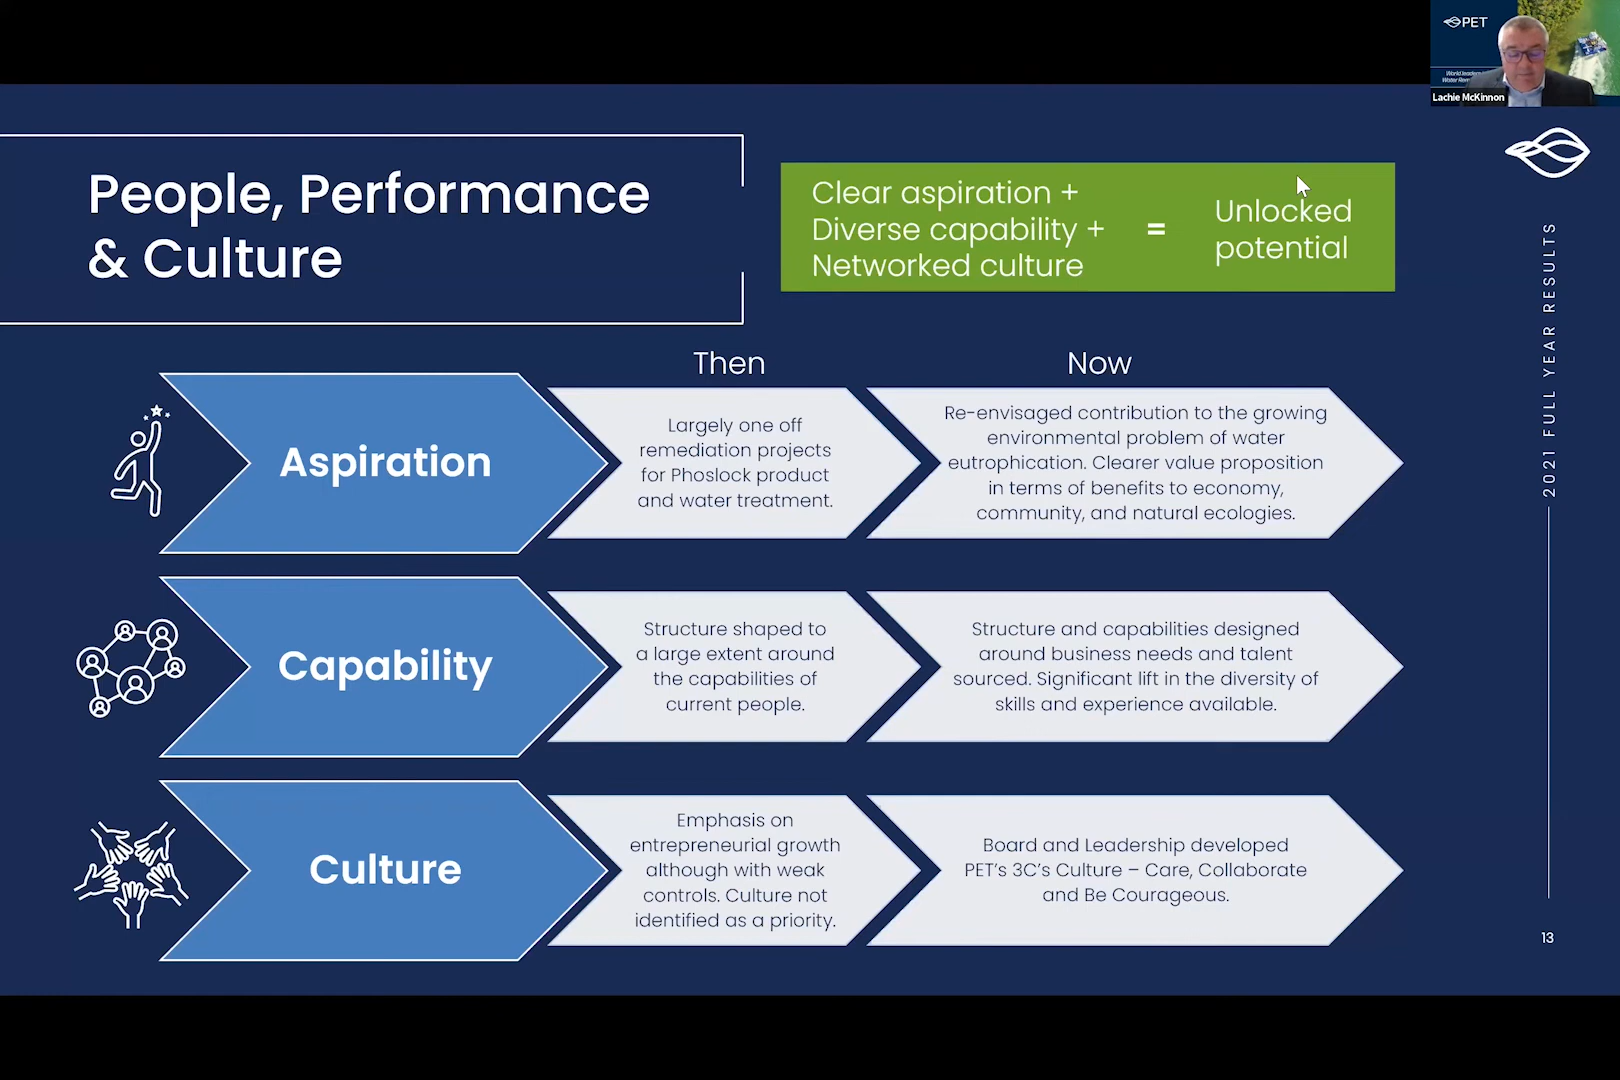 PET
World leaders
Water Rem
Lachie McKinnon
People, Performance
& Culture
Clear aspiration +
Diverse capability +
Networked culture
=
Unlocked
potential
2021 FULL YEAR RESULTS
Then
Now
Aspiration
Largely one off
remediation projects
for Phoslock product
and water treatment.
Re-envisaged contribution to the growing
environmental problem of water
eutrophication. Clearer value proposition
in terms of benefits to economy,
community, and natural ecologies.
Capability
Structure shaped to
a large extent around
the capabilities of
current people.
Structure and capabilities designed
around business needs and talent
sourced. Significant lift in the diversity of
skills and experience available.
Culture
Emphasis on
entrepreneurial growth
although with weak
controls. Culture not
identified as a priority.
Board and Leadership developed
PET's 3C's Culture – Care, Collaborate
and Be Courageous.
13